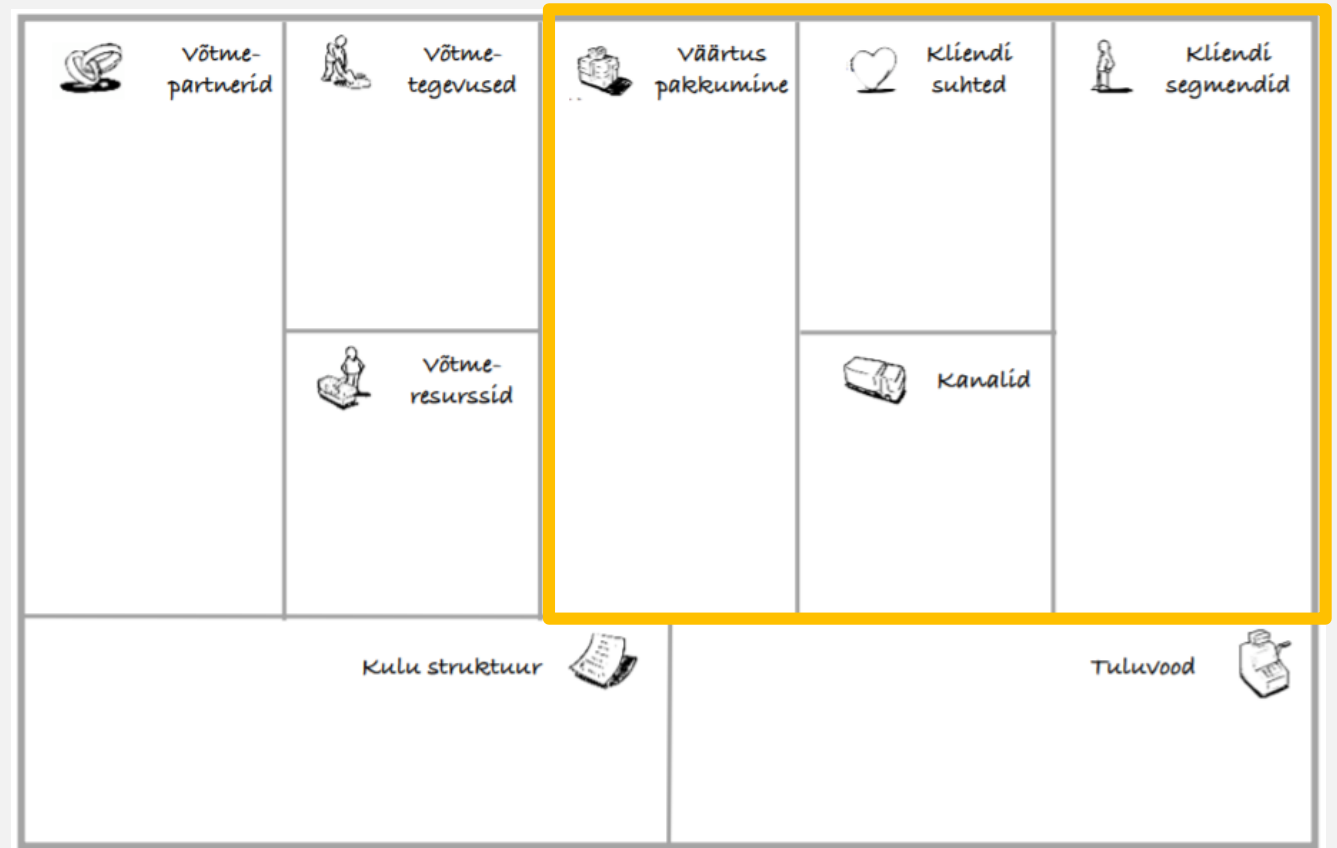 Võtme-
partnerid
Võtme-
tegevused
Väärtus
pakkumine
Kliendi
suhted
Kliendi
segmendid
Võtme-
resurssid
Kanalid
Kulu struktuur
Tuluvood